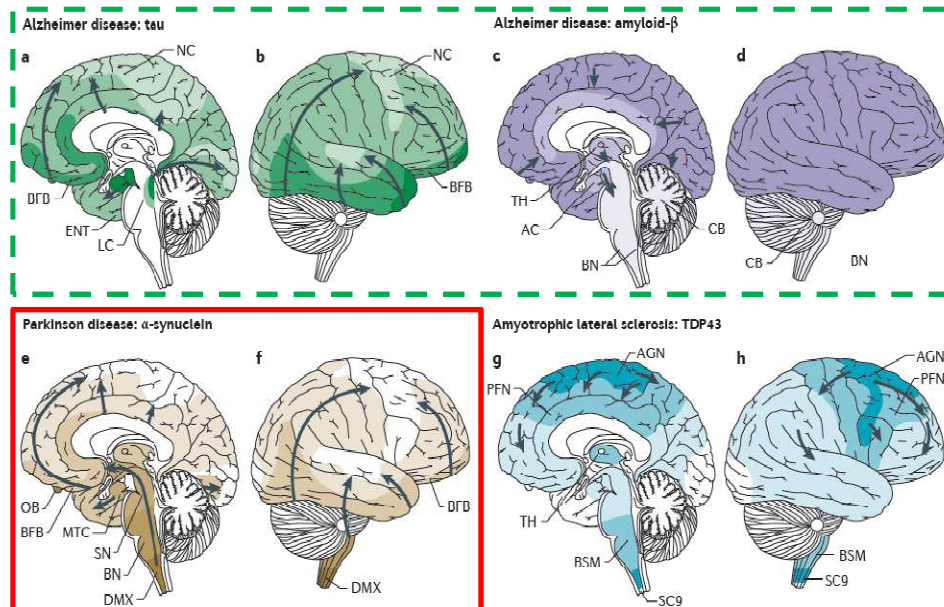 Alzheimer disease: tau
Alzheimer disease: amyloid-β
a
NC
b
NC
c
d
BFB
ENT
LC
BFB
TH
AC
BN
CB
CB
BN
Parkinson disease: α-synuclein
Amyotrophic lateral sclerosis: TDP43
e
f
g
AGN
PFN
h
AGN
PFN
OB
BFB
MTC
SN
BN
DMX
BFB
DMX
TH
BSM
SC9
BSM
SC9